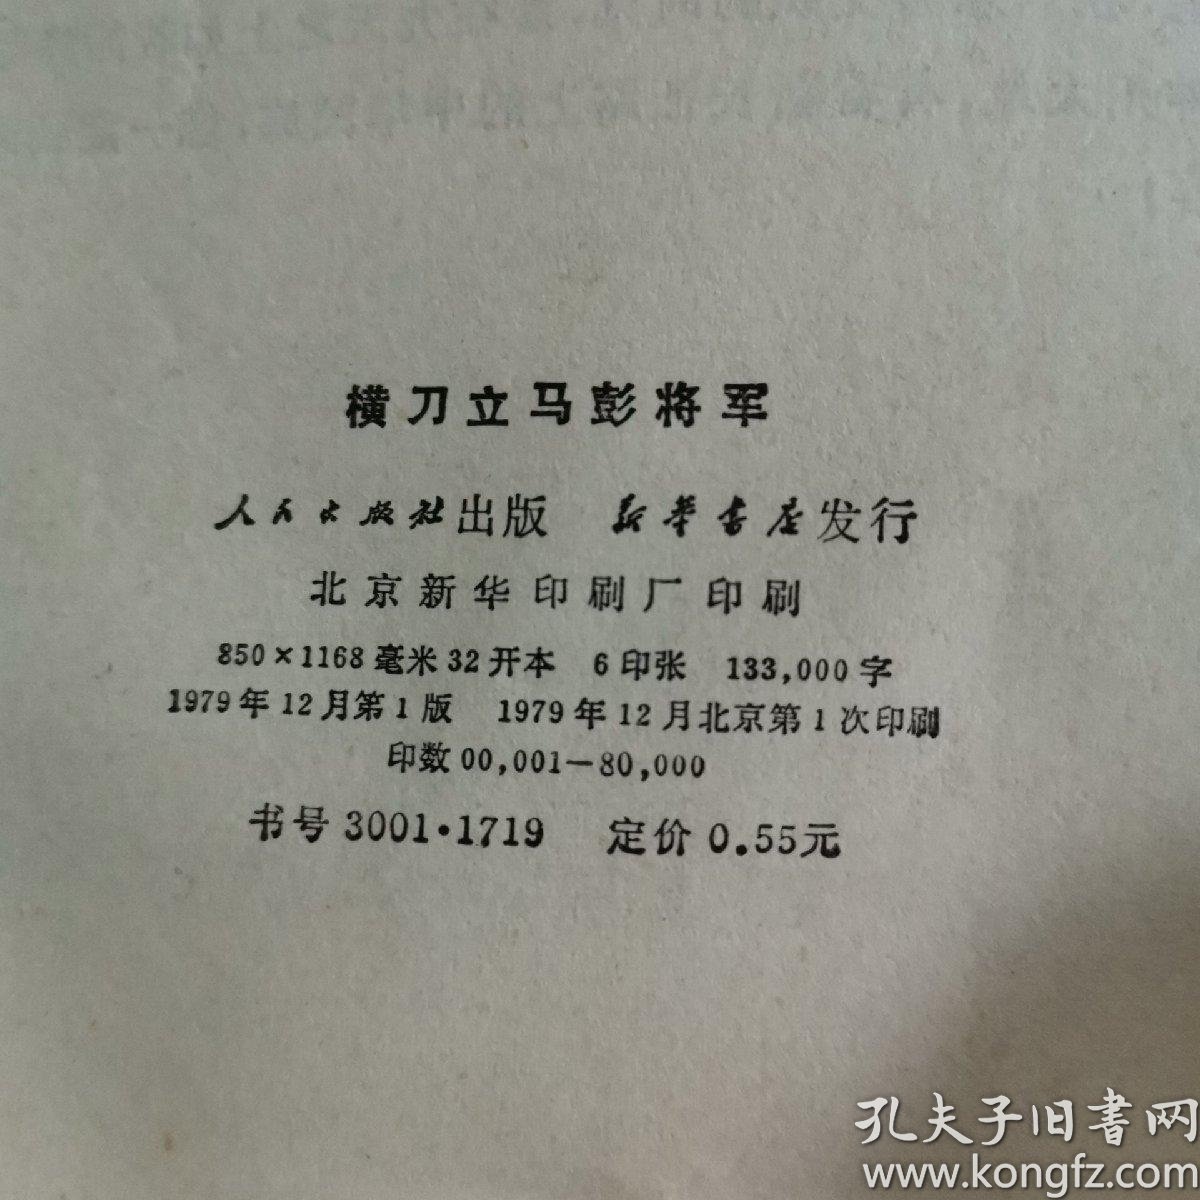 横刀立马彭将军
人民出版社出版 新華書店发行
北京新华印刷厂印刷
850×1168毫米32开本 6印张 133,000字
1979年12月第1版 1979年12月北京第1次印刷
印数00,001—80,000
书号3001·1719 定价0.55元
孔夫子旧書网
www.kongfz.com